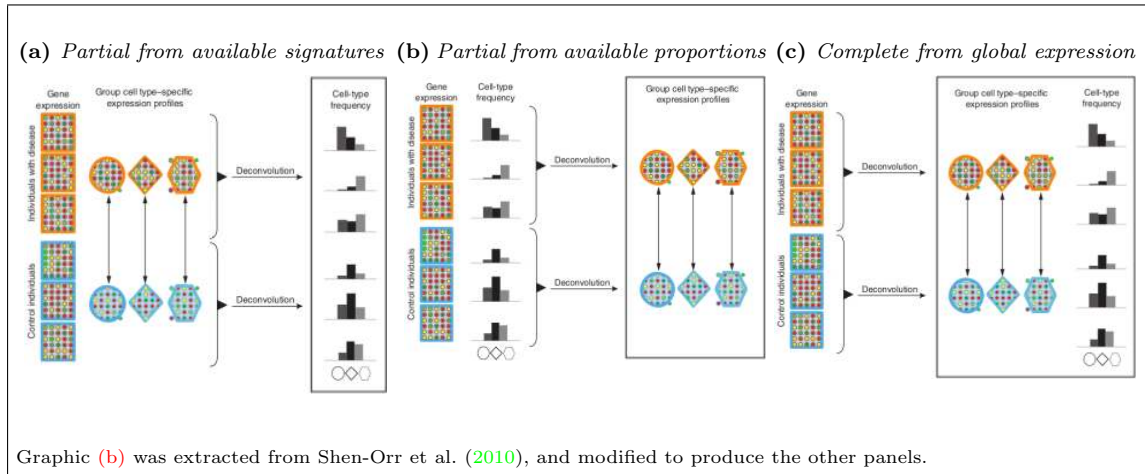 (a) Partial from available signatures
Gene expression
Group cell type–specific expression profiles
Cell-type frequency
Individuals with disease
Deconvolution
Control individuals
Deconvolution
(b) Partial from available proportions
Gene expression
Cell-type frequency
Group cell type–specific expression profiles
Individuals with disease
Deconvolution
Control individuals
Deconvolution
(c) Complete from global expression
Gene expression
Group cell type–specific expression profiles
Cell-type frequency
Individuals with disease
Deconvolution
Control individuals
Deconvolution
Graphic (b) was extracted from Shen-Orr et al. (2010), and modified to produce the other panels.